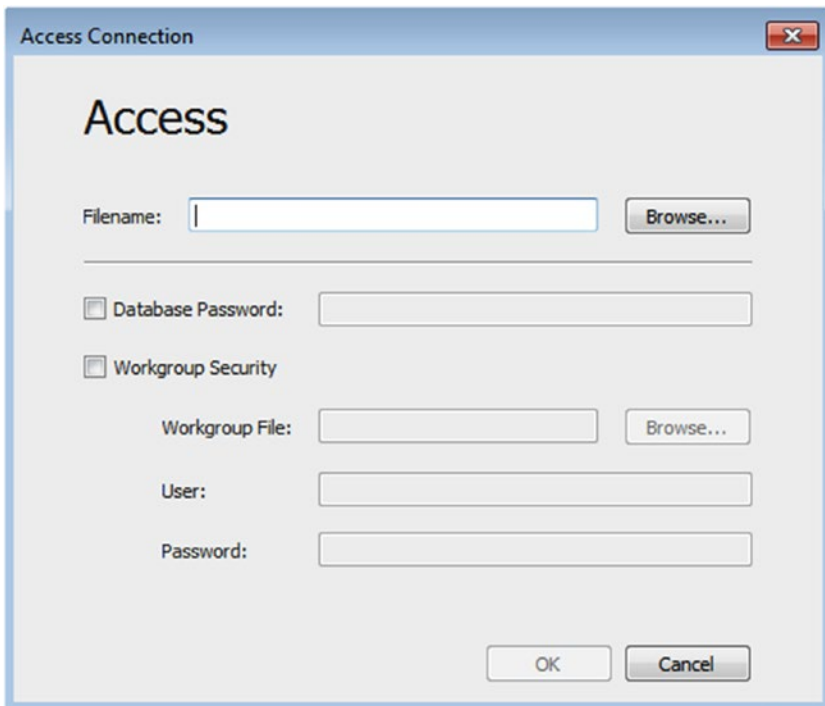 Access Connection
Access
Filename: Browse...
Database Password:
Workgroup Security
Workgroup File: Browse...
User:
Password:
OK Cancel